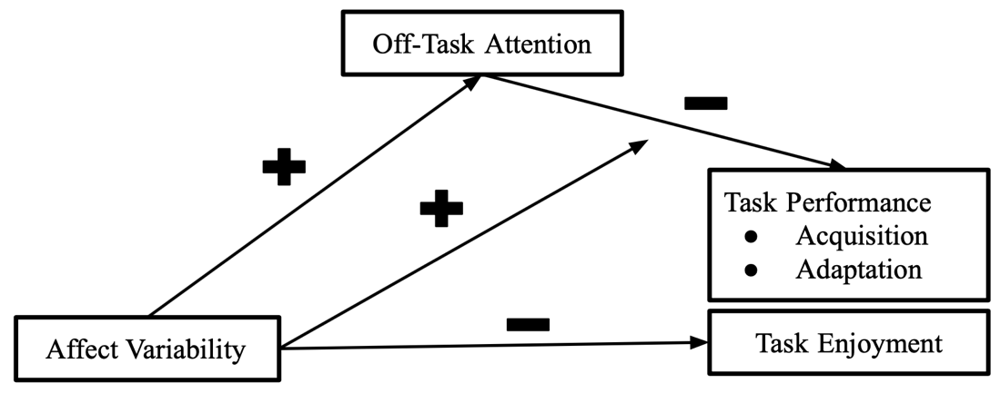 Off-Task Attention
Task Performance
● Acquisition
● Adaptation
Affect Variability
Task Enjoyment